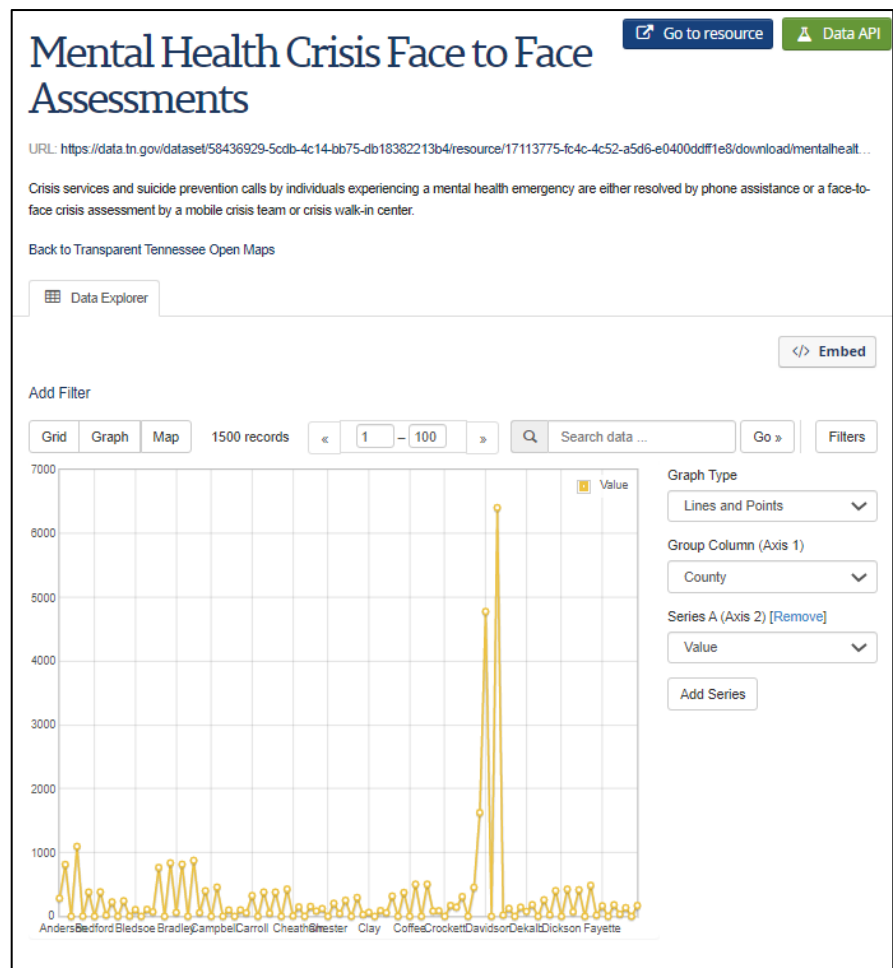 Mental Health Crisis Face to Face
Assessments
Go to resource
Data API
URL: https://data.tn.gov/dataset/58436929-5cdb-4c14-bb75-db18382213b4/resource/17113775-fc4c-4c52-a5d6-e0400ddff1e8/download/mentalhealt...
Crisis services and suicide prevention calls by individuals experiencing a mental health emergency are either resolved by phone assistance or a face-to-
face crisis assessment by a mobile crisis team or crisis walk-in center.
Back to Transparent Tennessee Open Maps
Data Explorer
</> Embed
Add Filter
Grid Graph Map 1500 records « 1 – 100 » Search data ... Go » Filters
7000
6000
5000
4000
3000
2000
1000
0
Value
Anderson Bedford Bledsoe Bradley Campbell Carroll Cheatham Chester Clay Coffee Crockett Davidson Dekalb Dickson Fayette
Graph Type
Lines and Points
Group Column (Axis 1)
County
Series A (Axis 2) [Remove]
Value
Add Series